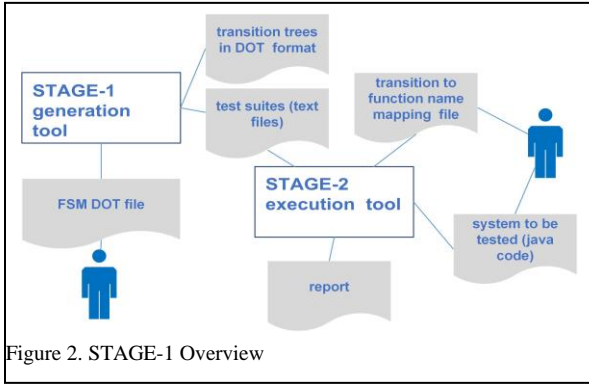 transition trees
in DOT format
STAGE-1
generation
tool
test suites (text
files)
transition to
function name
mapping file
FSM DOT file
STAGE-2
execution tool
system to be
tested (java
code)
report
Figure 2. STAGE-1 Overview